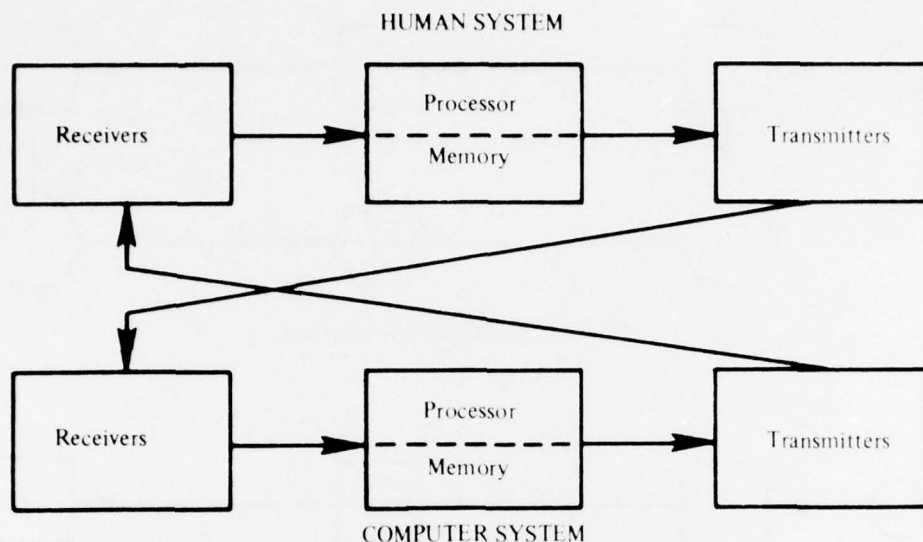 HUMAN SYSTEM
Receivers
Processor
Memory
Transmitters
Receivers
Processor
Memory
Transmitters
COMPUTER SYSTEM